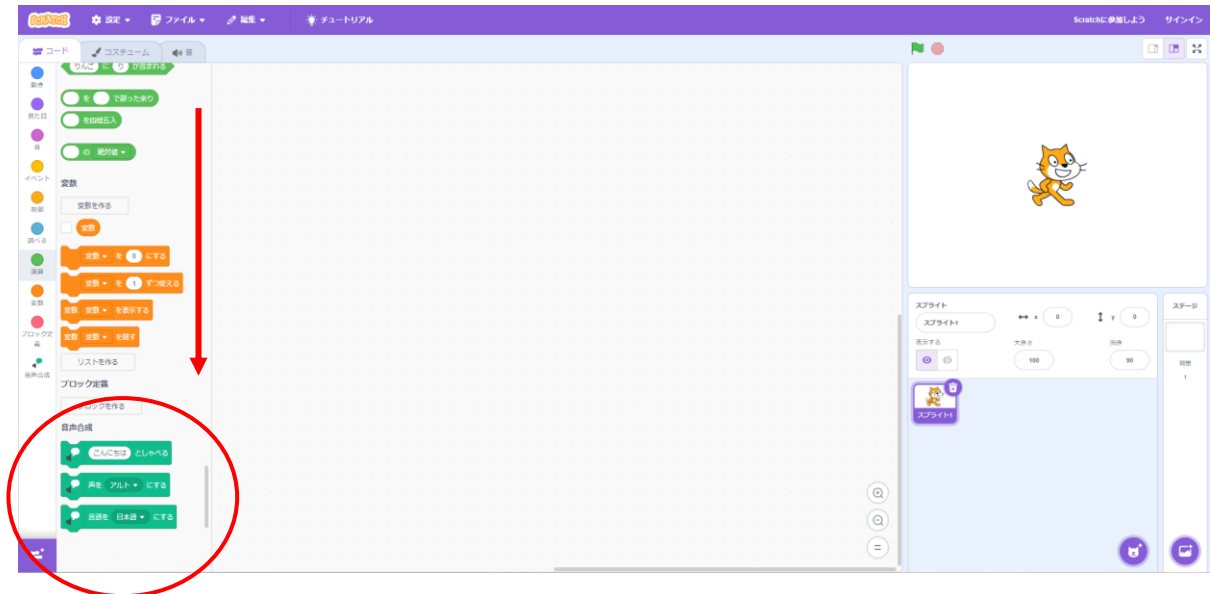 SCRATCH 設定 ファイル 編集 チュートリアル Scratchに参加しよう サインイン
コード コスチューム 音
動き
見た目
音
イベント
制御
調べる
演算
変数
ブロック定義
音声合成
りんご に り が含まれる
を で割った余り
を四捨五入
の 絶対値
変数
変数を作る
変数
変数 を 0 にする
変数 を 1 ずつ変える
変数 変数 を表示する
変数 変数 を隠す
リストを作る
ブロック定義
ブロックを作る
音声合成
こんにちは としゃべる
声を アルト にする
言語を 日本語 にする
スプライト
スプライト1
x 0
y 0
表示する
大きさ
100
向き
90
スプライト1
ステージ
背景
1